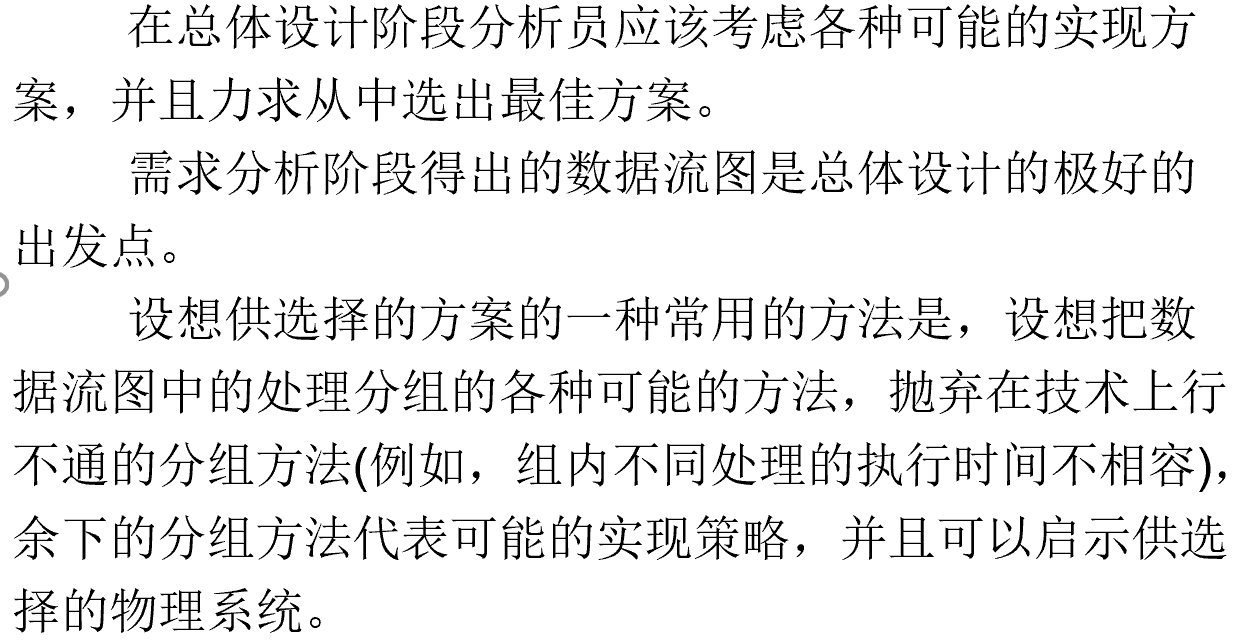 在总体设计阶段分析员应该考虑各种可能的实现方
案，并且力求从中选出最佳方案。
需求分析阶段得出的数据流图是总体设计的极好的
出发点。
设想供选择的方案的一种常用的方法是，设想把数
据流图中的处理分组的各种可能的方法，抛弃在技术上行
不通的分组方法(例如，组内不同处理的执行时间不相容)，
余下的分组方法代表可能的实现策略，并且可以启示供选
择的物理系统。